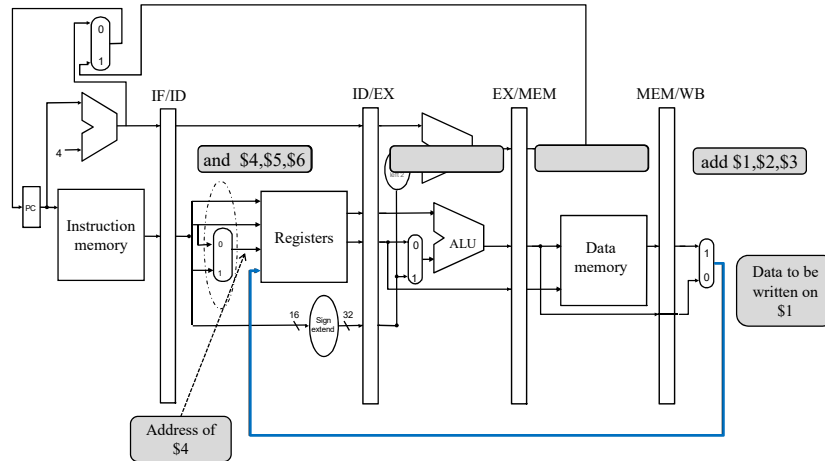 0
1
IF/ID
ID/EX
EX/MEM
MEM/WB
4
and $4,$5,$6
add $1,$2,$3
PC
Instruction
memory
0
1
Registers
0
1
ALU
Data
memory
1
0
Data to be
written on
$1
16
Sign
extend
32
Address of
$4